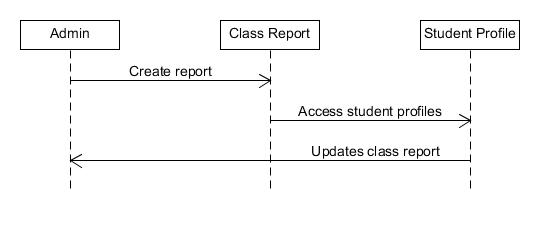 Admin
Class Report
Student Profile
Create report
Access student profiles
Updates class report